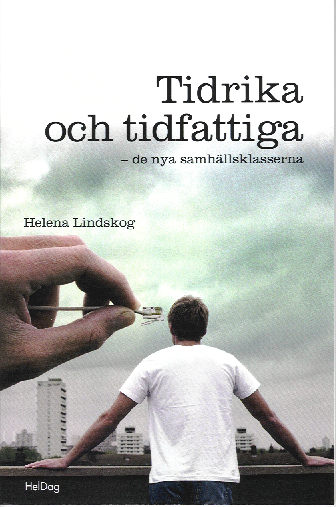 Tidrika
och tidfattiga
– de nya samhällsklasserna
Helena Lindskog
HelDag